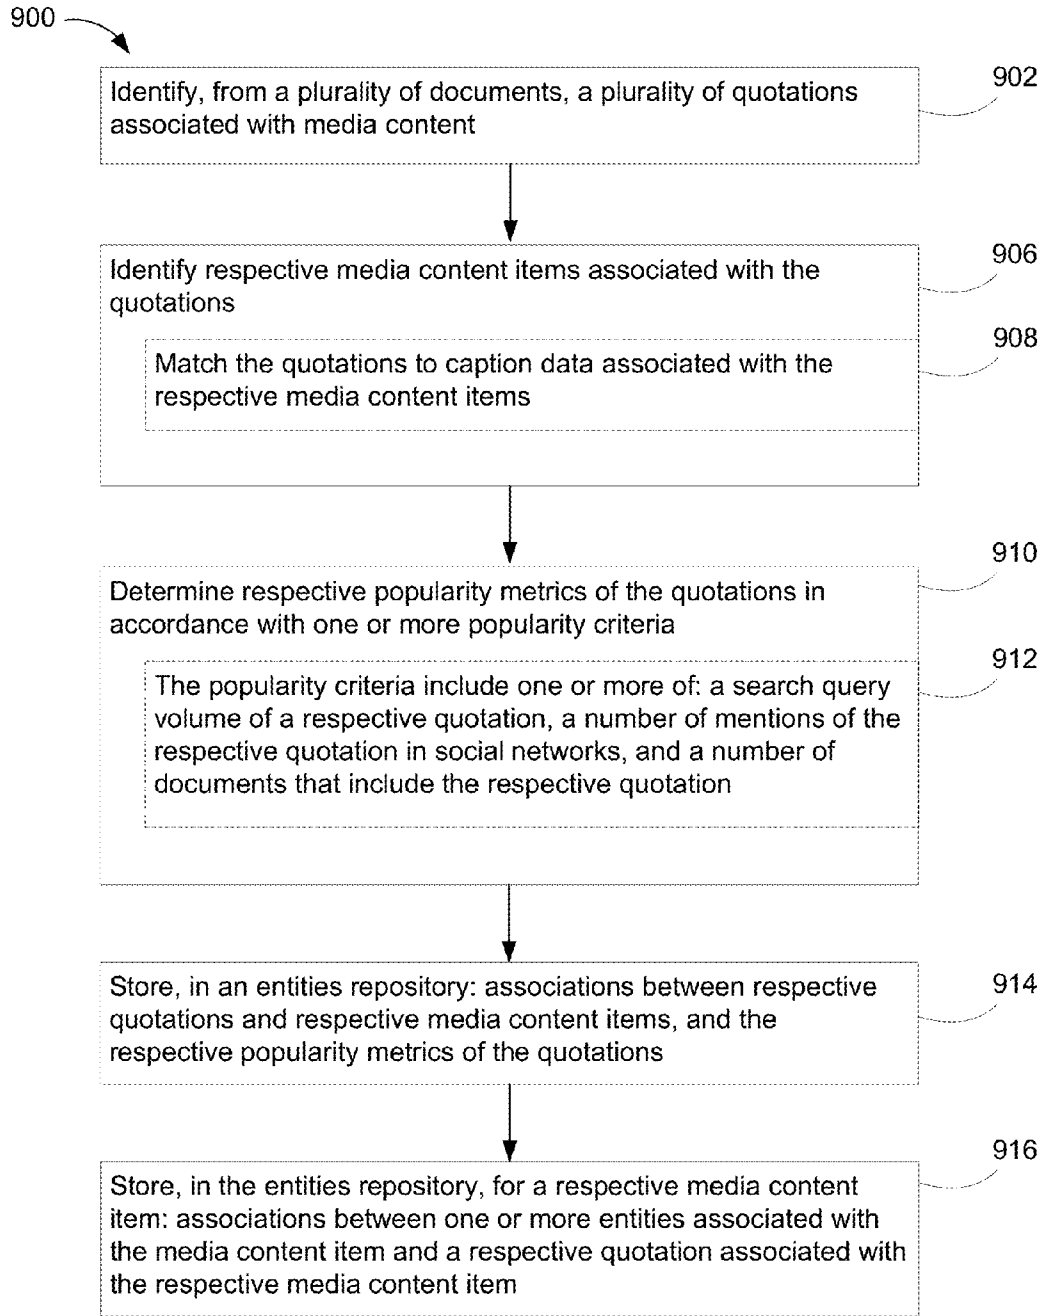 900
902
Identify, from a plurality of documents, a plurality of quotations
associated with media content
906
Identify respective media content items associated with the
quotations
908
Match the quotations to caption data associated with the
respective media content items
910
Determine respective popularity metrics of the quotations in
accordance with one or more popularity criteria
912
The popularity criteria include one or more of: a search query
volume of a respective quotation, a number of mentions of the
respective quotation in social networks, and a number of
documents that include the respective quotation
914
Store, in an entities repository: associations between respective
quotations and respective media content items, and the
respective popularity metrics of the quotations
916
Store, in the entities repository, for a respective media content
item: associations between one or more entities associated with
the media content item and a respective quotation associated with
the respective media content item